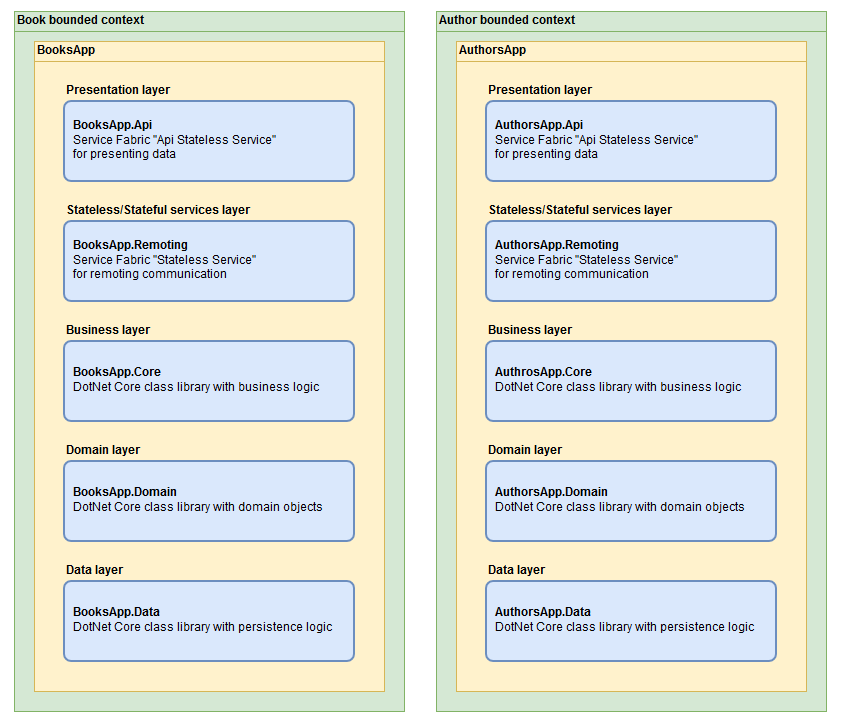 Book bounded context
BooksApp
Presentation layer
BooksApp.Api
Service Fabric "Api Stateless Service"
for presenting data
Stateless/Stateful services layer
BooksApp.Remoting
Service Fabric "Stateless Service"
for remoting communication
Business layer
BooksApp.Core
DotNet Core class library with business logic
Domain layer
BooksApp.Domain
DotNet Core class library with domain objects
Data layer
BooksApp.Data
DotNet Core class library with persistence logic
Author bounded context
AuthorsApp
Presentation layer
AuthorsApp.Api
Service Fabric "Api Stateless Service"
for presenting data
Stateless/Stateful services layer
AuthorsApp.Remoting
Service Fabric "Stateless Service"
for remoting communication
Business layer
AuthrosApp.Core
DotNet Core class library with business logic
Domain layer
AuthorsApp.Domain
DotNet Core class library with domain objects
Data layer
AuthorsApp.Data
DotNet Core class library with persistence logic